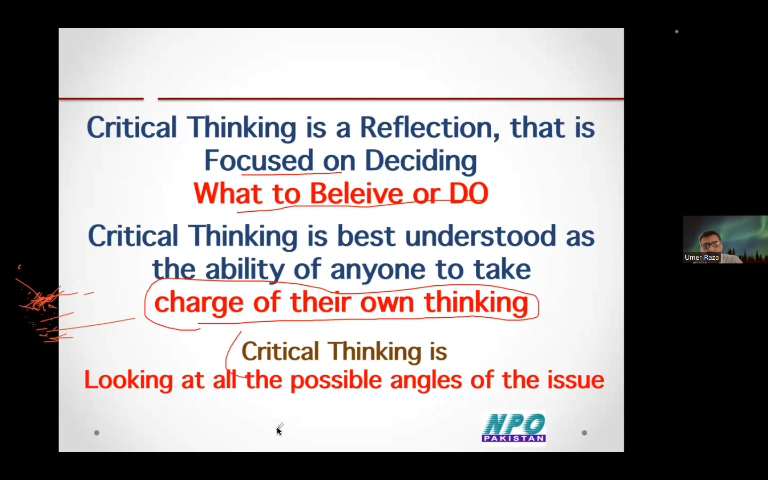 Critical Thinking is a Reflection, that is
Focused on Deciding
What to Beleive or DO
Critical Thinking is best understood as
the ability of anyone to take
charge of their own thinking
Critical Thinking is
Looking at all the possible angles of the issue
NPO
PAKISTAN
Umer Raza